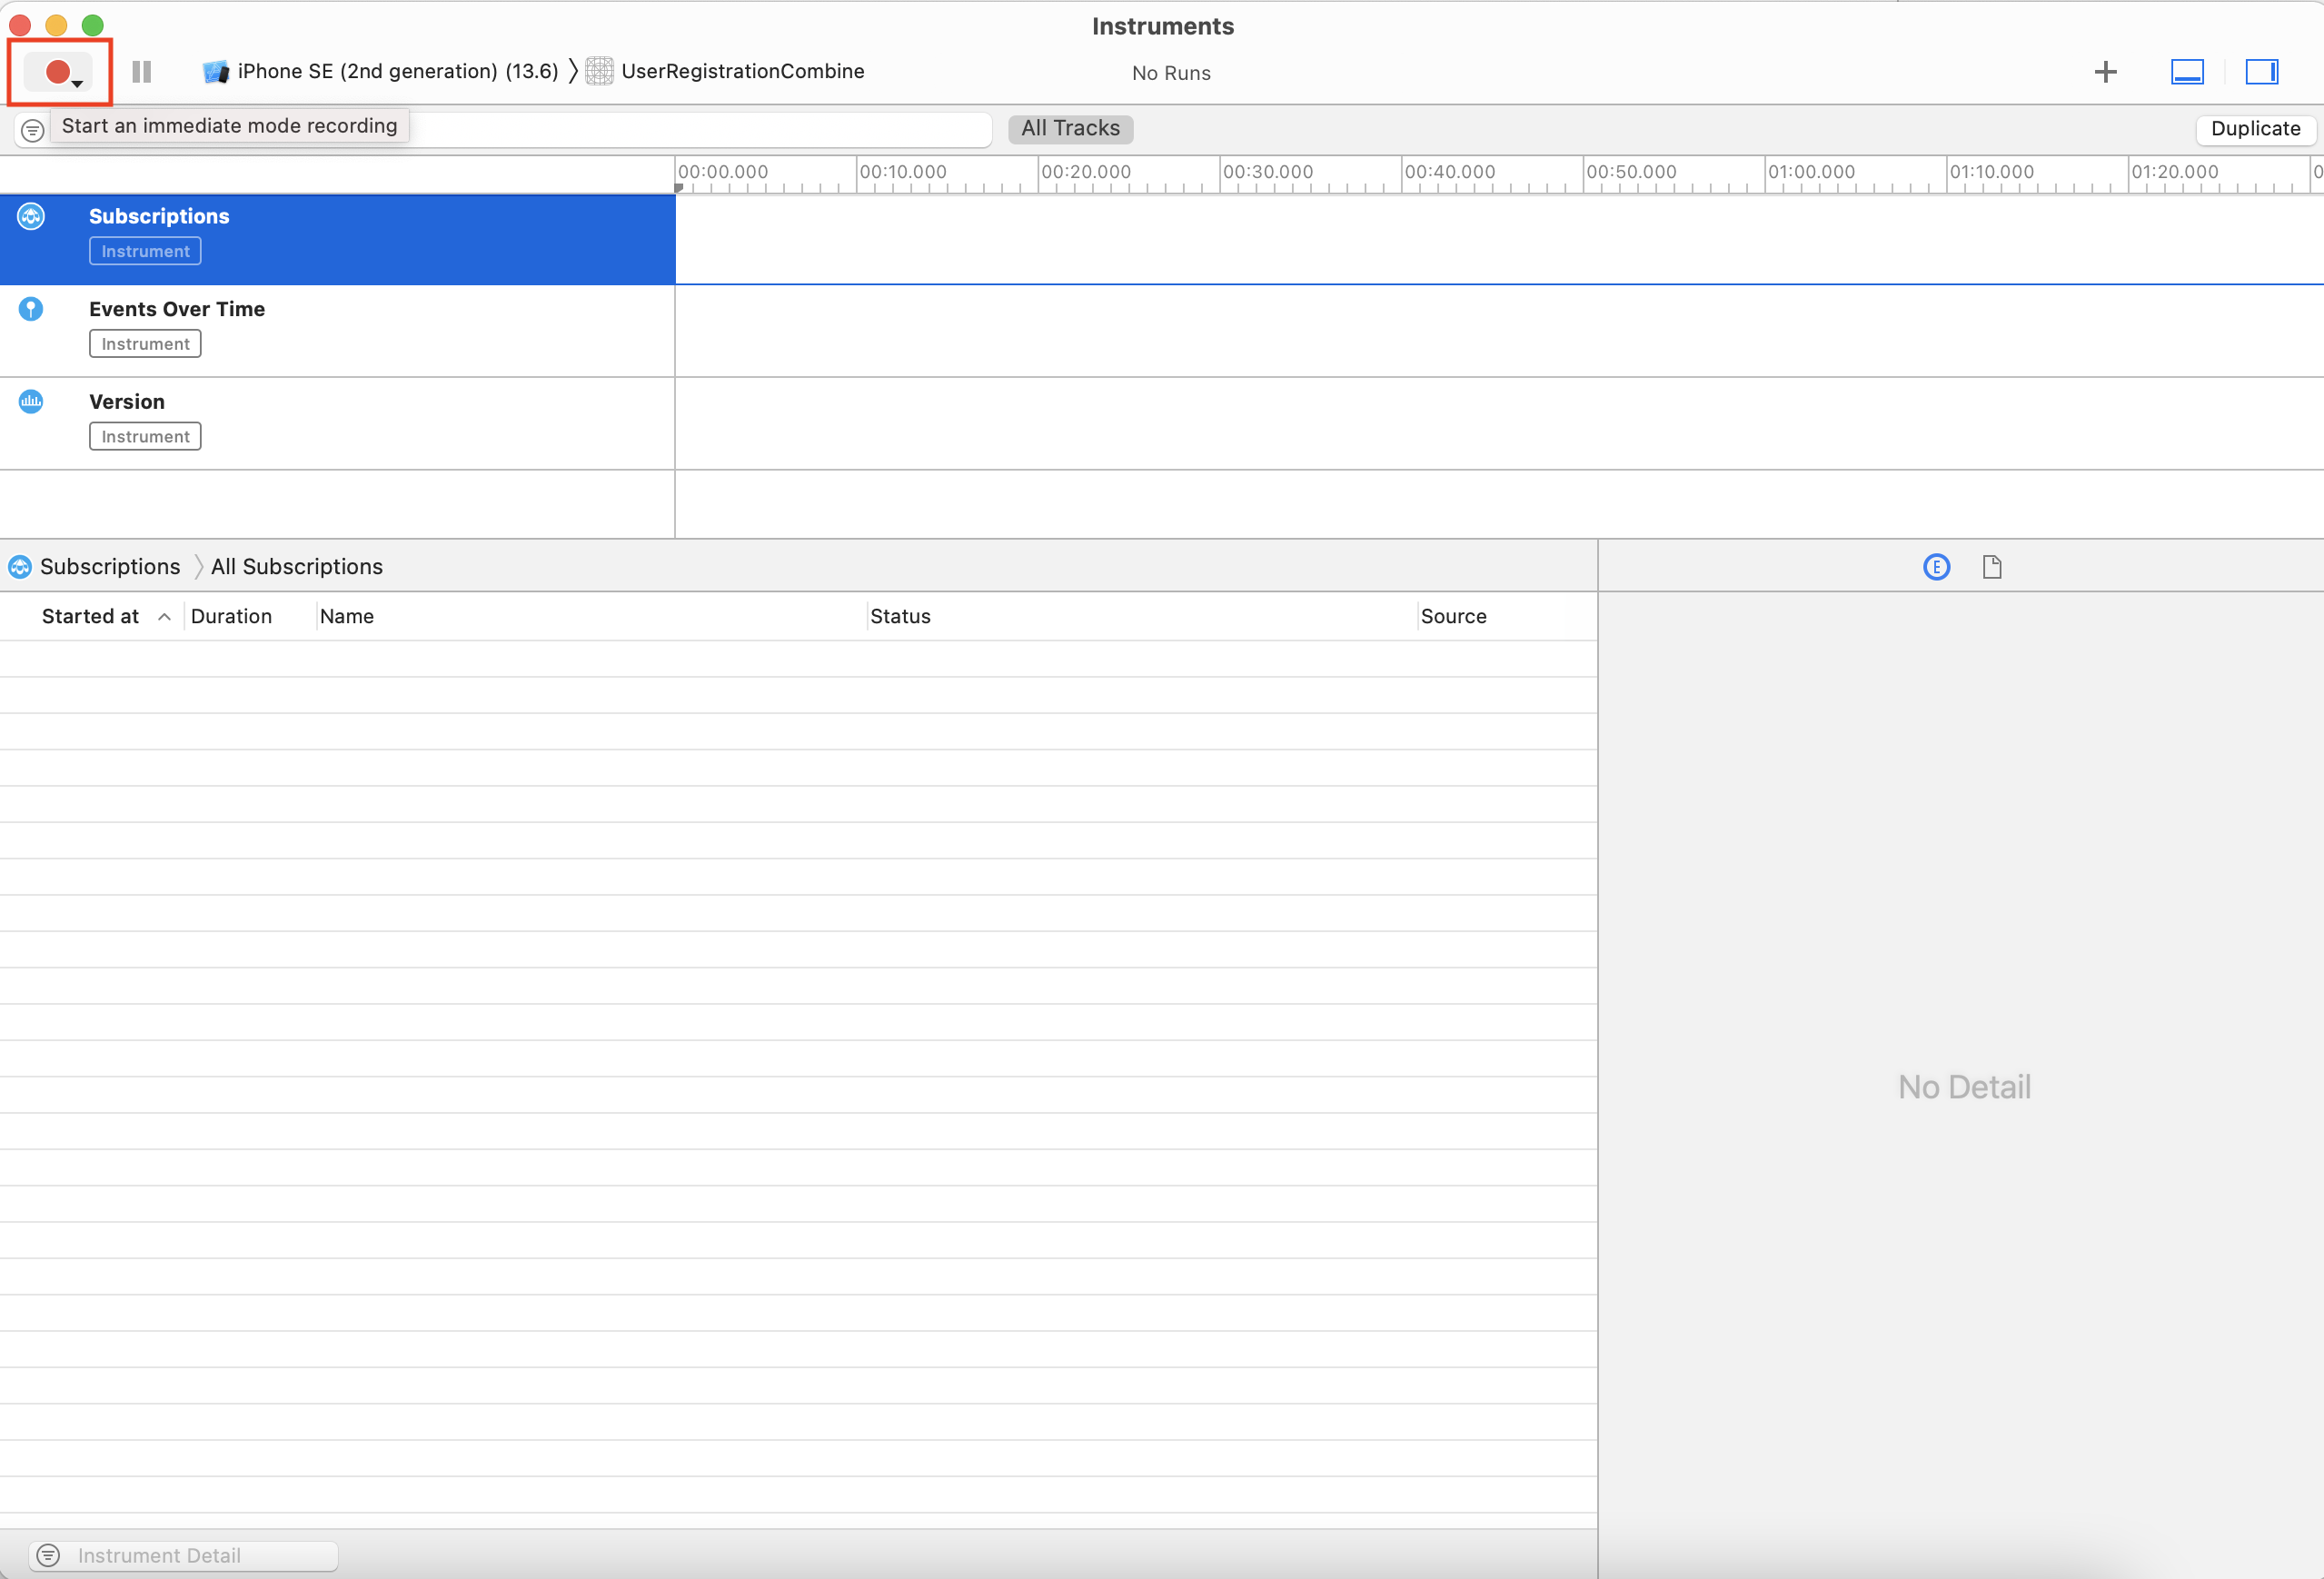 Instruments
iPhone SE (2nd generation) (13.6) 〉 UserRegistrationCombine
No Runs
Start an immediate mode recording
All Tracks
Duplicate
00:00.000 00:10.000 00:20.000 00:30.000 00:40.000 00:50.000 01:00.000 01:10.000 01:20.000 0
Subscriptions
Instrument
Events Over Time
Instrument
Version
Instrument
Subscriptions 〉 All Subscriptions
E
Started at Duration Name Status Source
No Detail
Instrument Detail